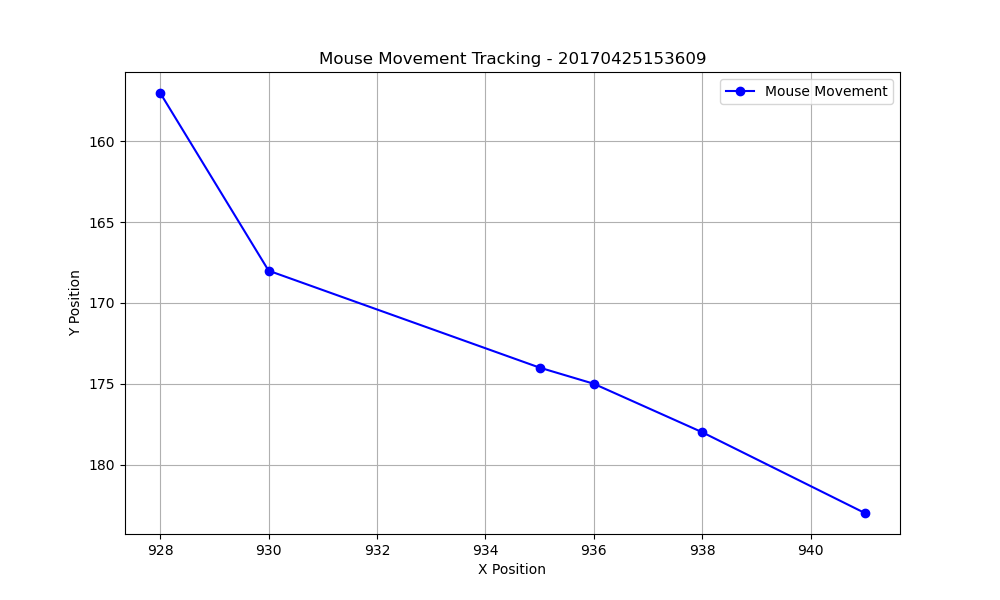 Mouse Movement Tracking - 20170425153609
Mouse Movement
160
165
170
175
180
Y Position
928 930 932 934 936 938 940
X Position